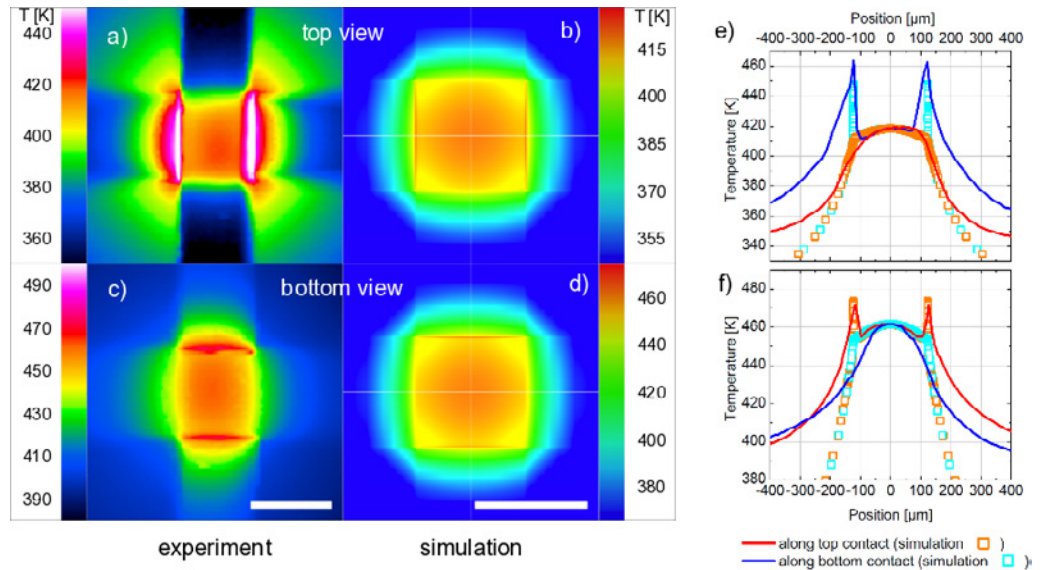 T [K]
440
420
400
380
360
a)
top view
b)
T [K]
415
400
385
370
355
490
470
450
430
410
390
c)
bottom view
d)
460
440
420
400
380
experiment
simulation
Position [µm]
-400 -300 -200 -100 0 100 200 300 400
e)
Temperature [K]
460
440
420
400
380
360
340
f)
Temperature [K]
480
460
440
420
400
380
-400 -300 -200 -100 0 100 200 300 400
Position [µm]
along top contact (simulation )
along bottom contact (simulation )